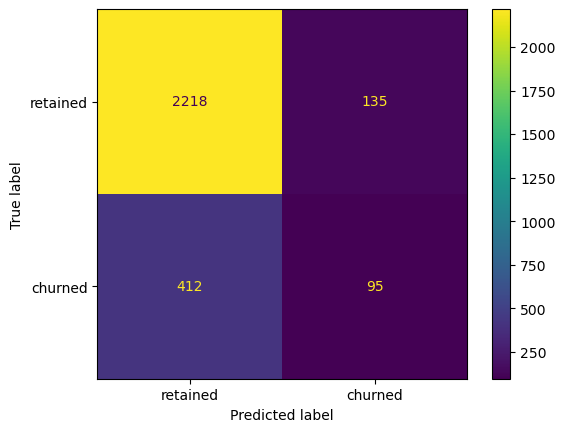 True label
retained
churned
2218
135
412
95
retained
churned
Predicted label
2000
1750
1500
1250
1000
750
500
250